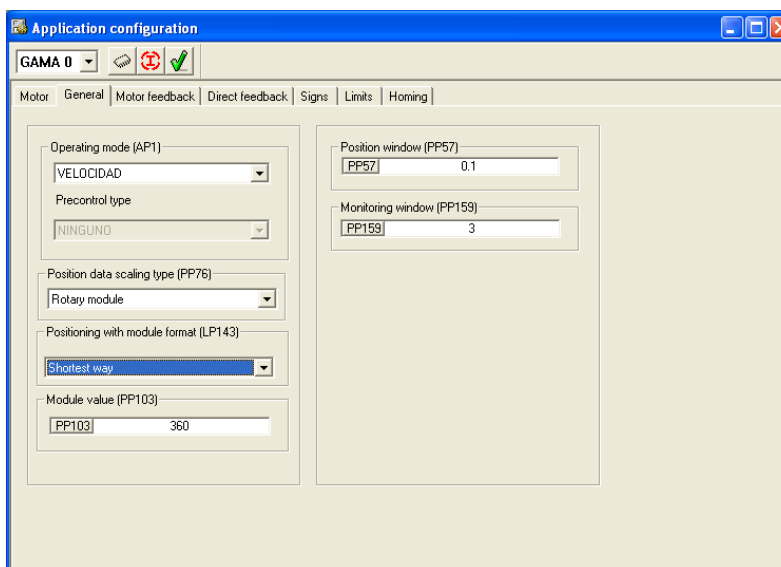 Application configuration
GAMA 0
Motor General Motor feedback Direct feedback Signs Limits Homing
Operating mode (AP1)
VELOCIDAD
Precontrol type
NINGUNO
Position data scaling type (PP76)
Rotary module
Positioning with module format (LP143)
Shortest way
Module value (PP103)
PP103 360
Position window (PP57)
PP57 0.1
Monitoring window (PP159)
PP159 3